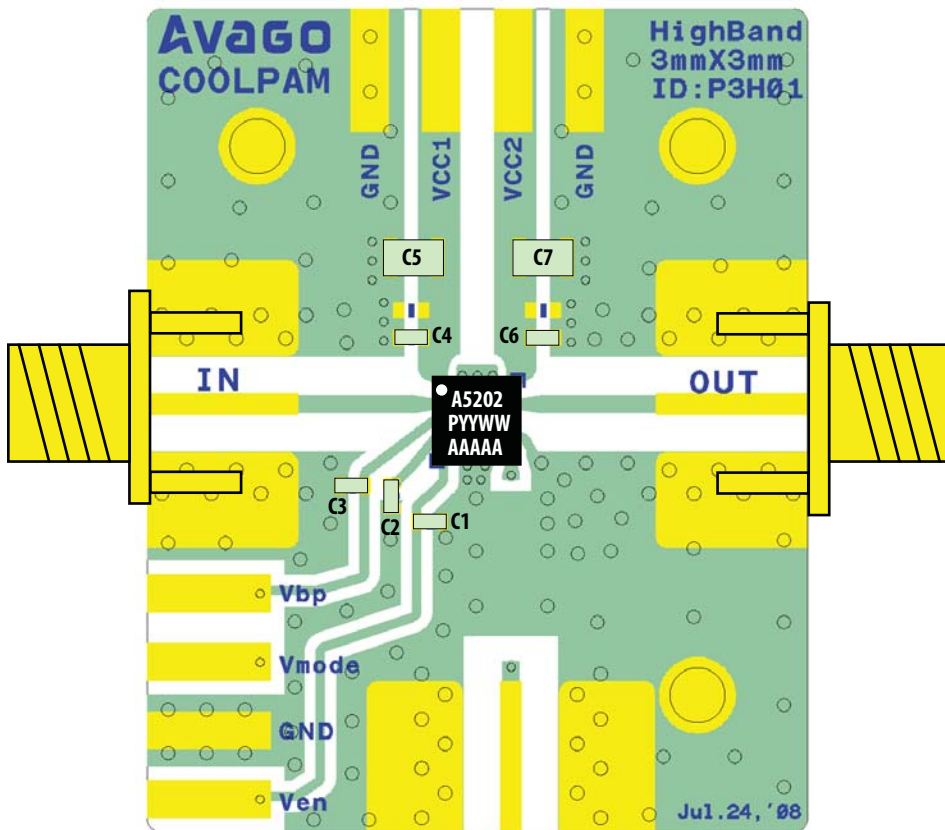 Avago
COOLPAM
HighBand
3mmX3mm
ID:P3H01
GND
VCC1
VCC2
GND
C5
C7
C4
C6
IN
OUT
A5202
PYYWW
AAAAA
C3
C2
C1
Vbp
Vmode
GND
Ven
Jul.24,'08